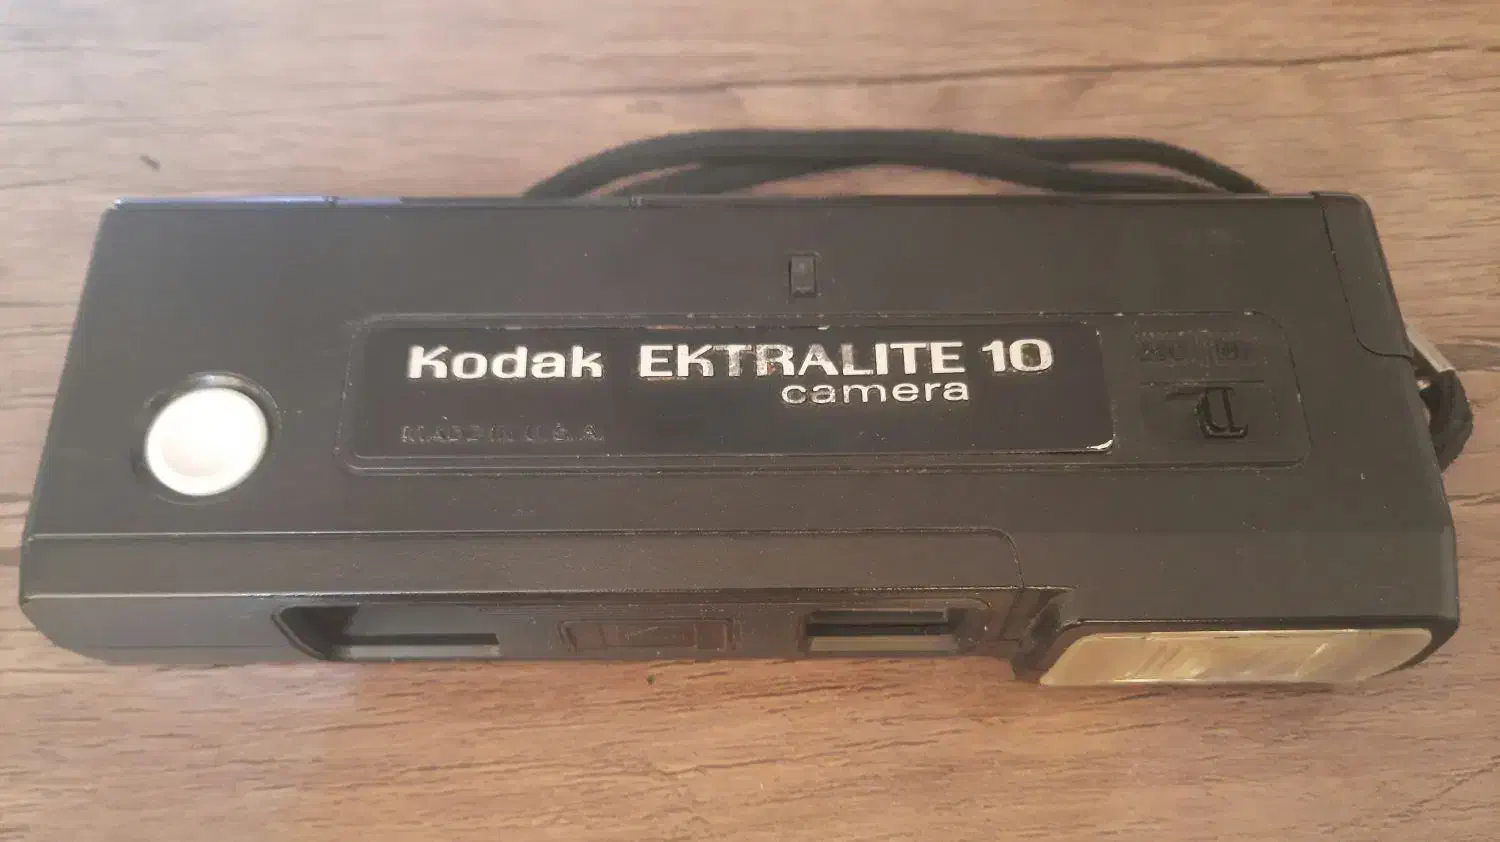 Kodak EKTRALITE 10
camera
MADE IN U.S.A.